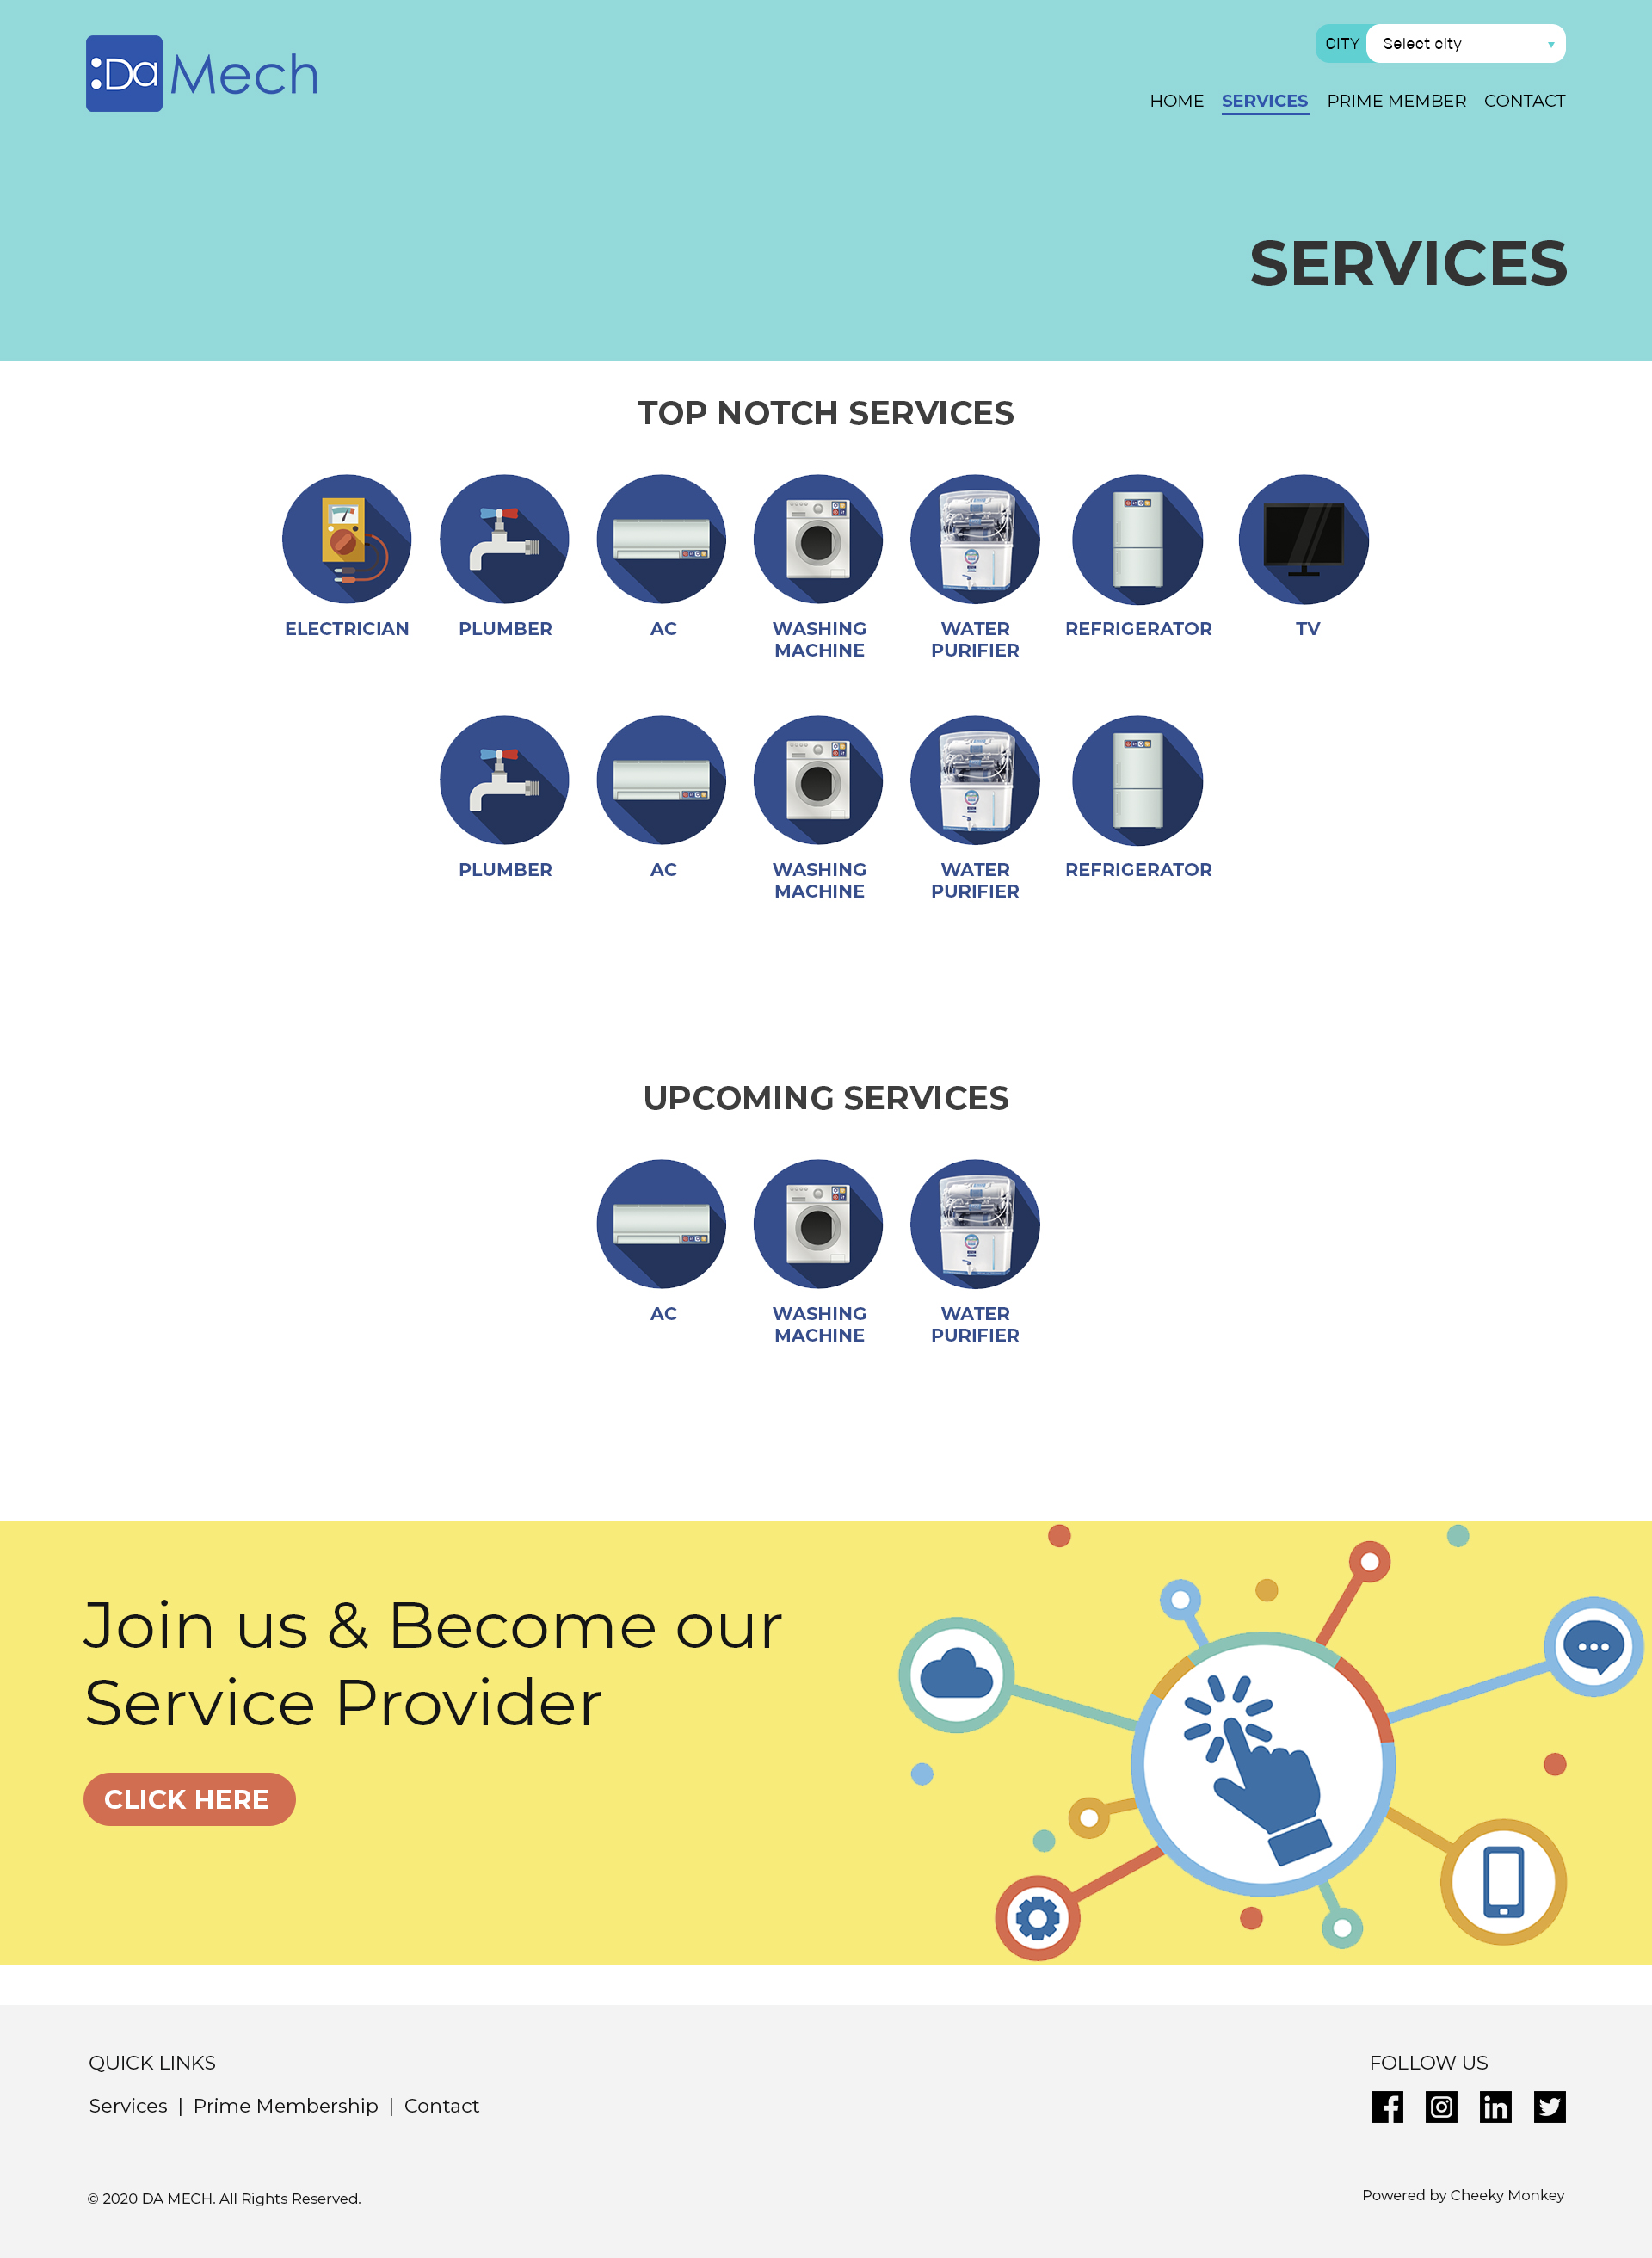 :Da Mech
CITY Select city
HOME SERVICES PRIME MEMBER CONTACT
SERVICES
TOP NOTCH SERVICES
ELECTRICIAN PLUMBER AC WASHING MACHINE WATER PURIFIER REFRIGERATOR TV
PLUMBER AC WASHING MACHINE WATER PURIFIER REFRIGERATOR
UPCOMING SERVICES
AC WASHING MACHINE WATER PURIFIER
Join us & Become our
Service Provider
CLICK HERE
QUICK LINKS
Services | Prime Membership | Contact
FOLLOW US
© 2020 DA MECH. All Rights Reserved.
Powered by Cheeky Monkey